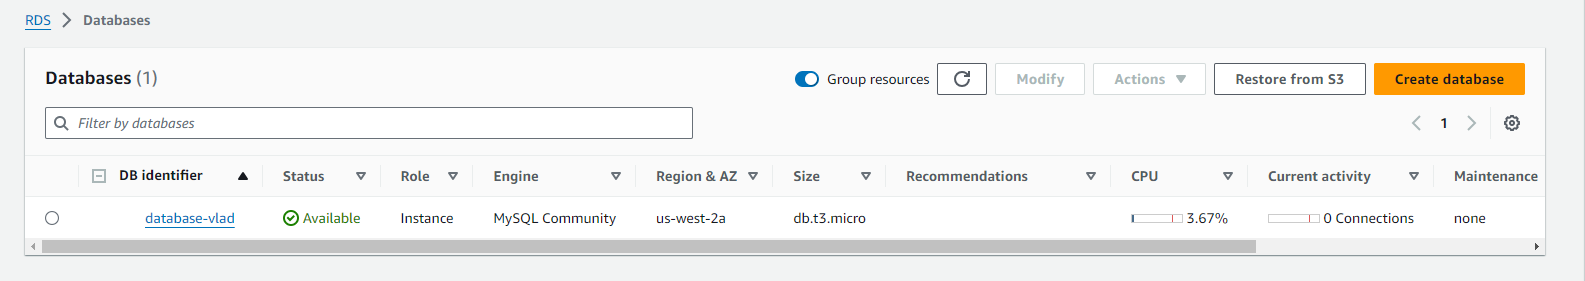 RDS > Databases
Databases (1)
Group resources Modify Actions Restore from S3 Create database
Filter by databases
1
DB identifier Status Role Engine Region & AZ Size Recommendations CPU Current activity Maintenance
database-vlad Available Instance MySQL Community us-west-2a db.t3.micro 3.67% 0 Connections none